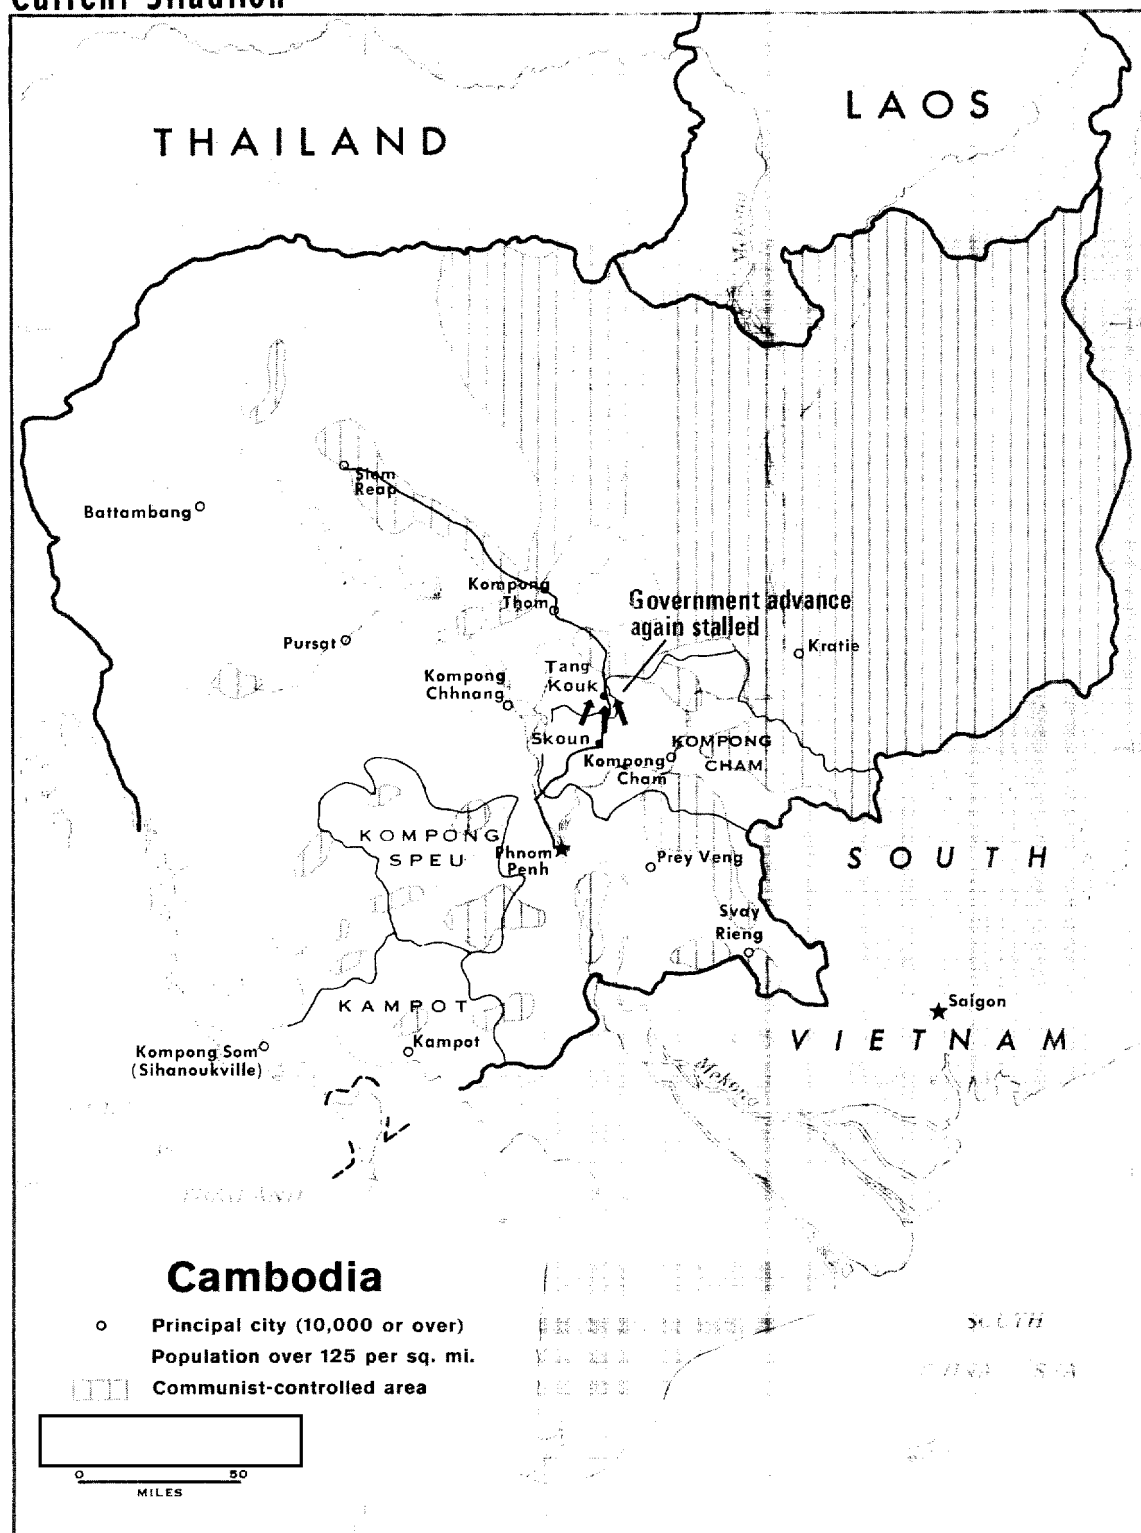 Current Situation
LAOS
THAILAND
Mekong
Siem
Reap
Battambang
Kompong
Thom
Government advance
again stalled
Pursat
Kratie
Tang
Kouk
Kompong
Chhnang
Skoun
KOMPONG
CHAM
Kompong
Cham
KOMPONG
SPEU
Phnom
Penh
Prey Veng
SOUTH
Svay
Rieng
KAMPOT
Saigon
VIETNAM
Kampot
Kompong Som
(Sihanoukville)
Mekong
Cambodia
Principal city (10,000 or over)
Population over 125 per sq. mi.
Communist-controlled area
SOUTH
0 50
MILES